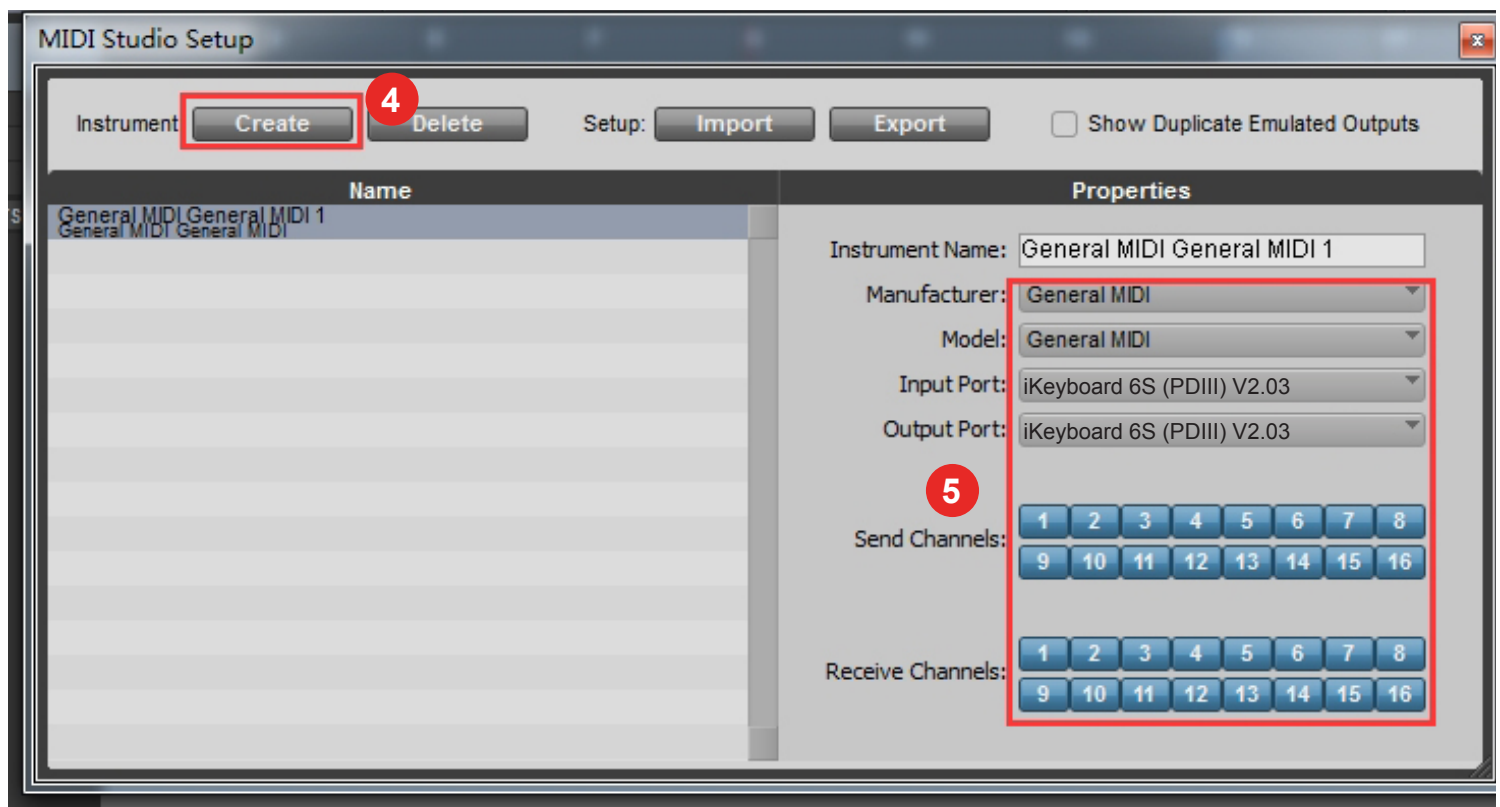 MIDI Studio Setup
4
Instrument Create Delete Setup: Import Export Show Duplicate Emulated Outputs
Name Properties
General MIDI General MIDI 1
General MIDI General MIDI
Instrument Name: General MIDI General MIDI 1
Manufacturer: General MIDI
Model: General MIDI
Input Port: iKeyboard 6S (PDIII) V2.03
Output Port: iKeyboard 6S (PDIII) V2.03
5
Send Channels:
1 2 3 4 5 6 7 8
9 10 11 12 13 14 15 16
Receive Channels:
1 2 3 4 5 6 7 8
9 10 11 12 13 14 15 16